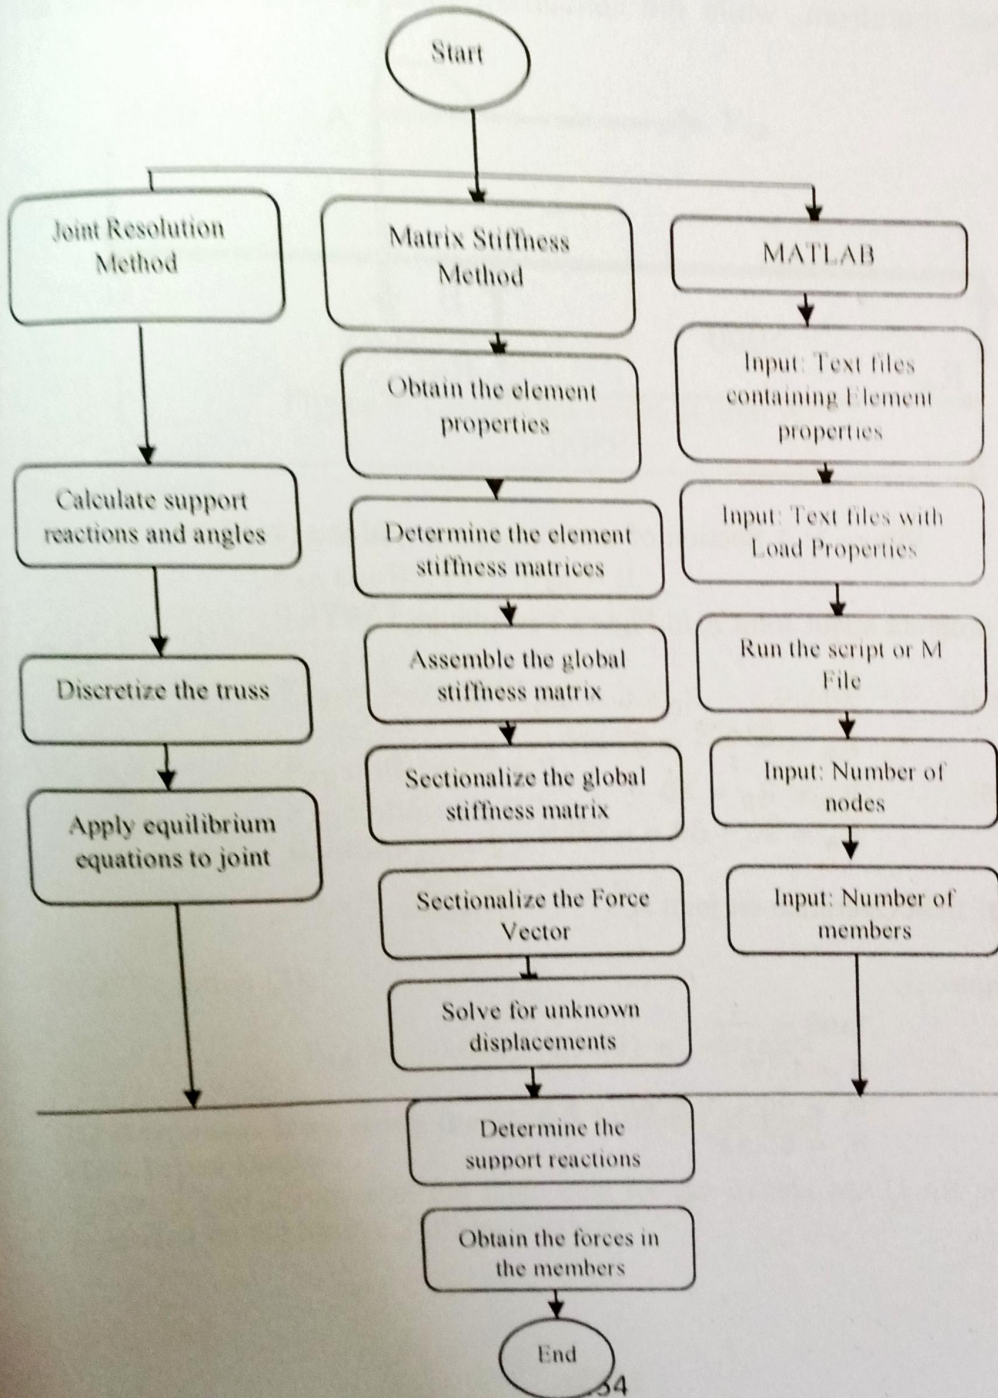 Start
Joint Resolution
Method
Calculate support
reactions and angles
Discretize the truss
Apply equilibrium
equations to joint
Matrix Stiffness
Method
Obtain the element
properties
Determine the element
stiffness matrices
Assemble the global
stiffness matrix
Sectionalize the global
stiffness matrix
Sectionalize the Force
Vector
Solve for unknown
displacements
MATLAB
Input: Text files
containing Element
properties
Input: Text files with
Load Properties
Run the script or M
File
Input: Number of
nodes
Input: Number of
members
Determine the
support reactions
Obtain the forces in
the members
End